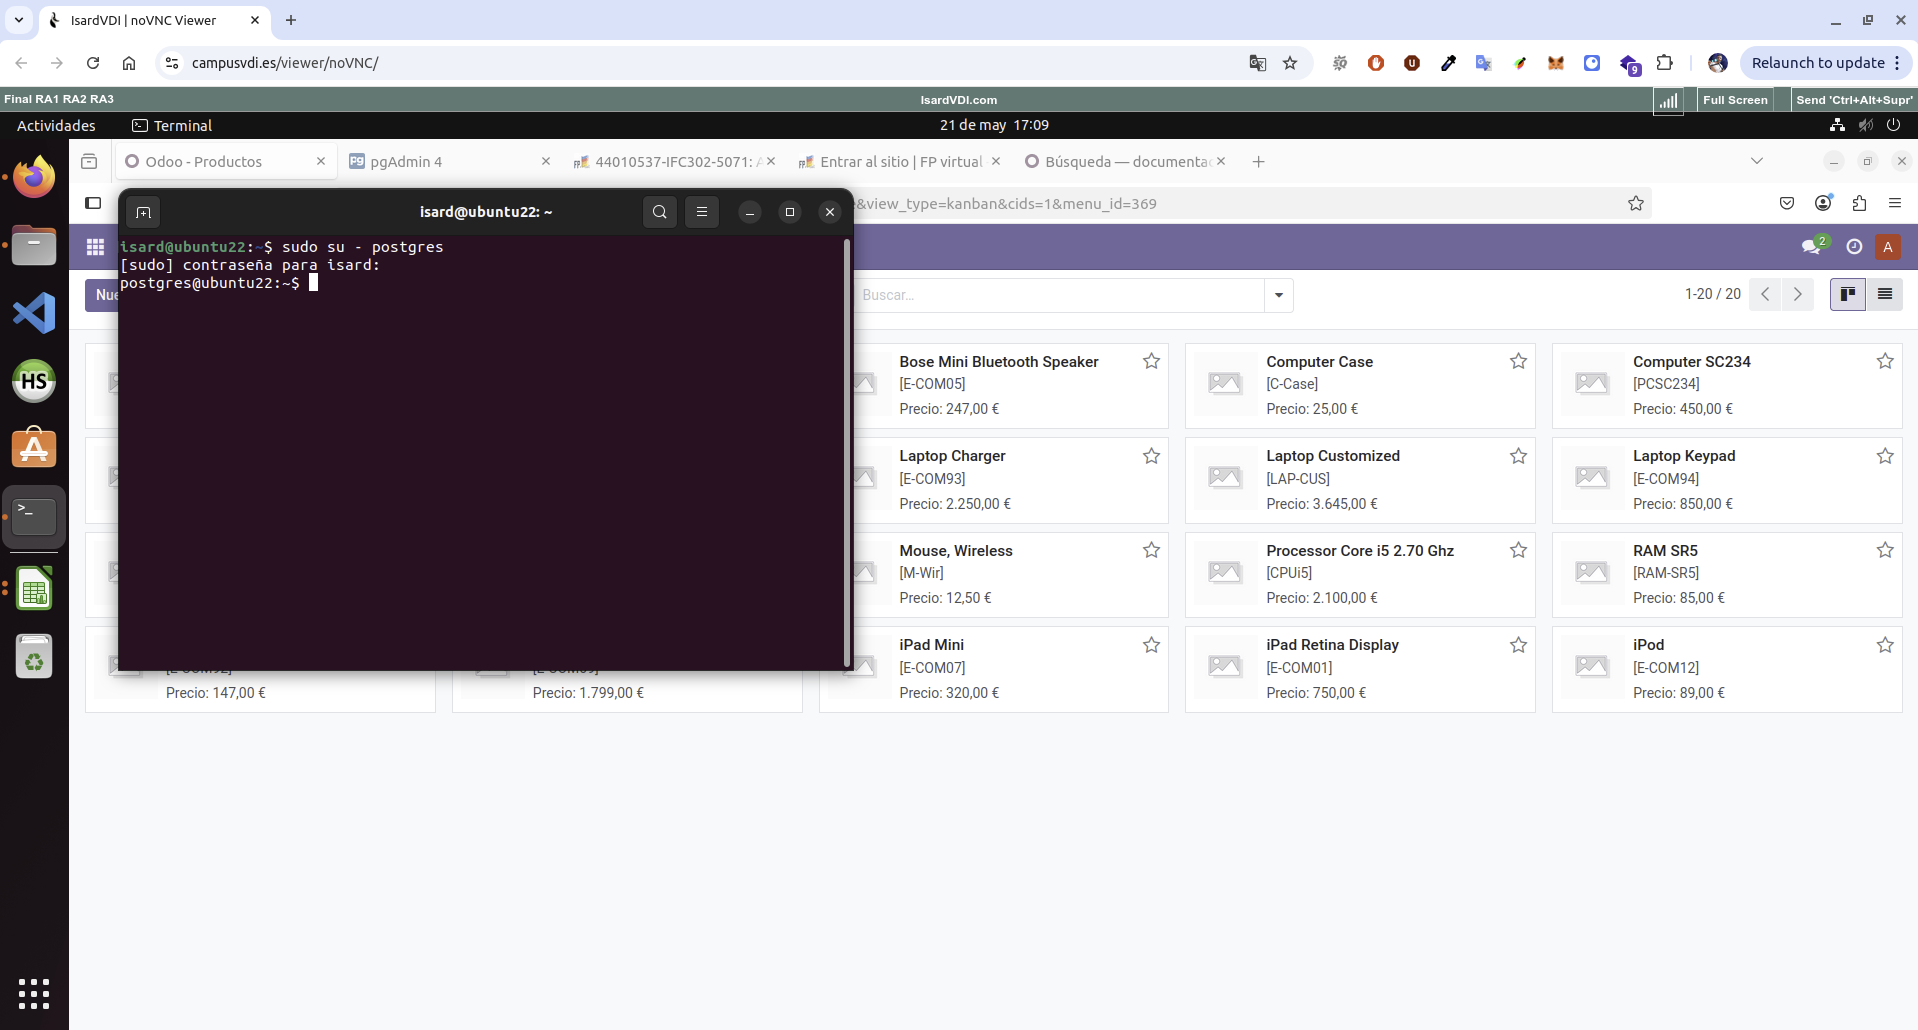 IsardVDI | noVNC Viewer
campusvdi.es/viewer/noVNC/
9
Relaunch to update
Final RA1 RA2 RA3
IsardVDI.com
Full Screen
Send 'Ctrl+Alt+Supr'
Actividades
Terminal
21 de may 17:09
Odoo - Productos
pgAdmin 4
44010537-IFC302-5071: A
Entrar al sitio | FP virtual
Búsqueda — documenta
isard@ubuntu22: ~
&view_type=kanban&cids=1&menu_id=369
isard@ubuntu22:~$ sudo su - postgres
[sudo] contraseña para isard:
postgres@ubuntu22:~$
2
A
Nue
Buscar...
1-20 / 20
Bose Mini Bluetooth Speaker
[E-COM05]
Precio: 247,00 €
Computer Case
[C-Case]
Precio: 25,00 €
Computer SC234
[PCSC234]
Precio: 450,00 €
Laptop Charger
[E-COM93]
Precio: 2.250,00 €
Laptop Customized
[LAP-CUS]
Precio: 3.645,00 €
Laptop Keypad
[E-COM94]
Precio: 850,00 €
HS
Mouse, Wireless
[M-Wir]
Precio: 12,50 €
Processor Core i5 2.70 Ghz
[CPUi5]
Precio: 2.100,00 €
RAM SR5
[RAM-SR5]
Precio: 85,00 €
Precio: 147,00 €
Precio: 1.799,00 €
iPad Mini
[E-COM07]
Precio: 320,00 €
iPad Retina Display
[E-COM01]
Precio: 750,00 €
iPod
[E-COM12]
Precio: 89,00 €